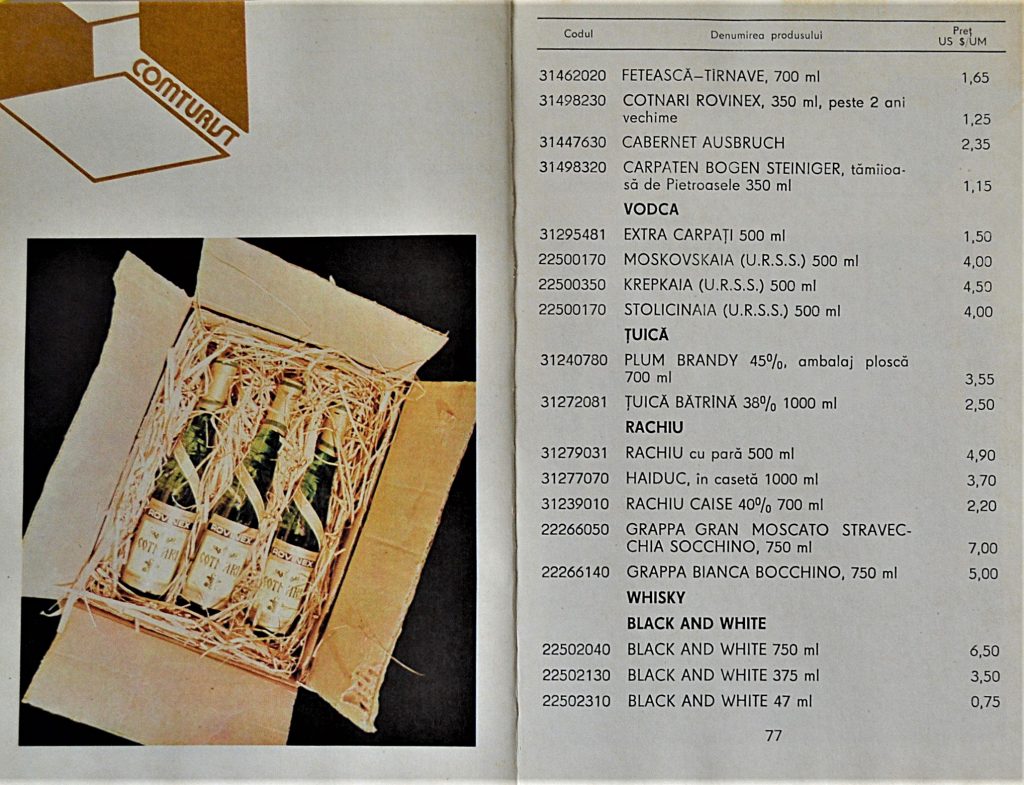 COMTURIST
ROVINEX
COTNARI
ROVINEX
COTNARI
ROVINEX
COTNARI
Codul Denumirea produsului Preț US $/UM
31462020 FETEASCĂ—TÎRNAVE, 700 ml 1,65
31498230 COTNARI ROVINEX, 350 ml, peste 2 ani
vechime 1,25
31447630 CABERNET AUSBRUCH 2,35
31498320 CARPATEN BOGEN STEINIGER, tămîioa-
să de Pietroasele 350 ml 1,15
VODCA
31295481 EXTRA CARPAȚI 500 ml 1,50
22500170 MOSKOVSKAIA (U.R.S.S.) 500 ml 4,00
22500350 KREPKAIA (U.R.S.S.) 500 ml 4,50
22500170 STOLICINAIA (U.R.S.S.) 500 ml 4,00
ȚUICĂ
31240780 PLUM BRANDY 45%, ambalaj ploscă
700 ml 3,55
31272081 ȚUICĂ BĂTRÎNĂ 38% 1000 ml 2,50
RACHIU
31279031 RACHIU cu pară 500 ml 4,90
31277070 HAIDUC, in casetă 1000 ml 3,70
31239010 RACHIU CAISE 40% 700 ml 2,20
22266050 GRAPPA GRAN MOSCATO STRAVEC-
CHIA SOCCHINO, 750 ml 7,00
22266140 GRAPPA BIANCA BOCCHINO, 750 ml 5,00
WHISKY
BLACK AND WHITE
22502040 BLACK AND WHITE 750 ml 6,50
22502130 BLACK AND WHITE 375 ml 3,50
22502310 BLACK AND WHITE 47 ml 0,75
77